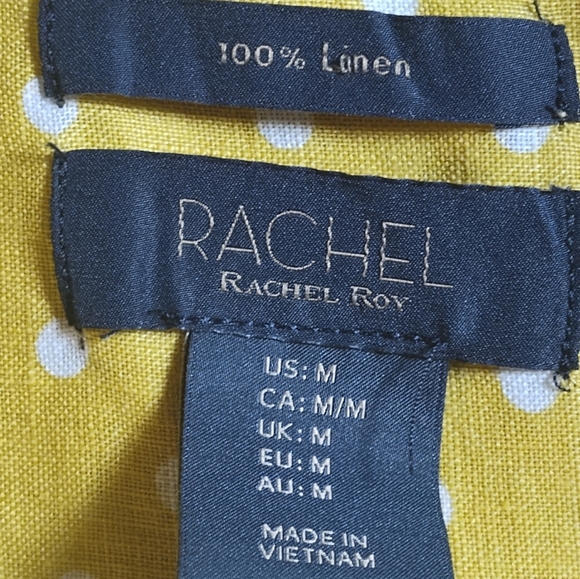 100% Linen
RACHEL
RACHEL ROY
US: M
CA: M/M
UK: M
EU: M
AU: M
MADE IN
VIETNAM